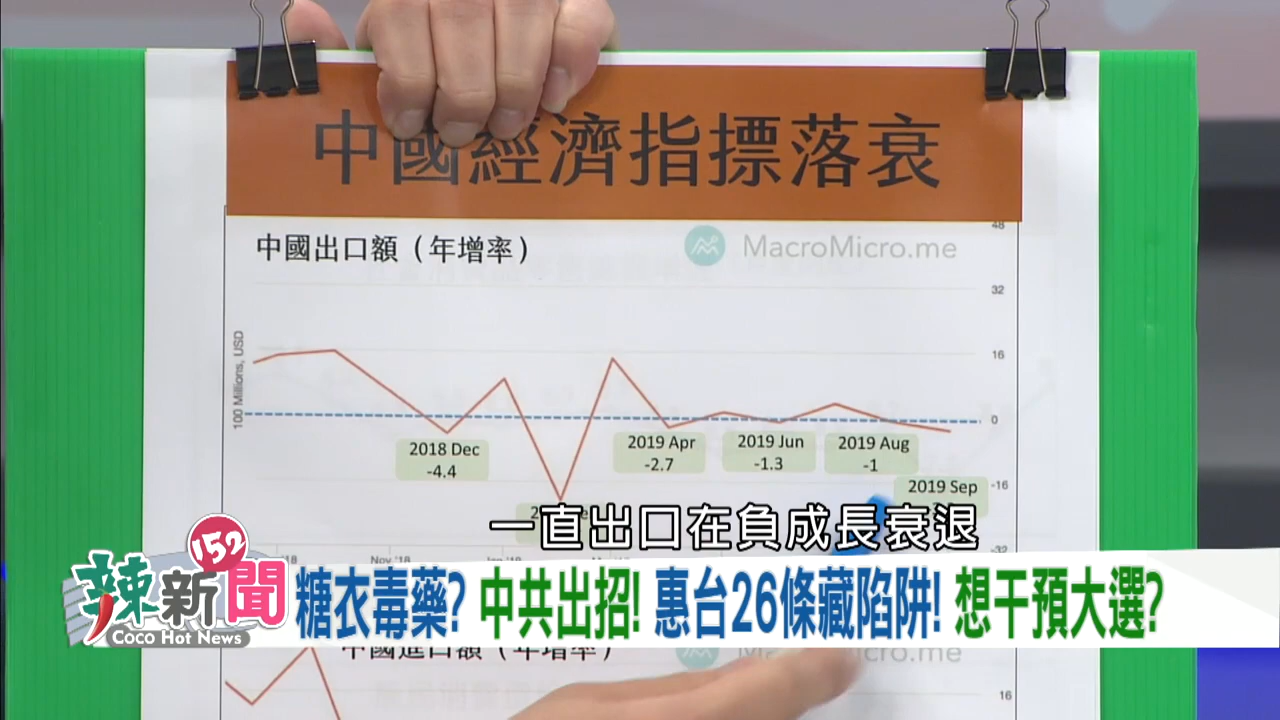 中國經濟指摽落衰
中國出口額（年增率）
MacroMicro.me
48
32
16
0
-16
-32
100 Millions, USD
2018 Dec
-4.4
2019 Apr
-2.7
2019 Jun
-1.3
2019 Aug
-1
2019 Sep
一直出口在負成長衰退
152
辣新聞
Coco Hot News
糖衣毒藥? 中共出招! 惠台26條藏陷阱! 想干預大選?
中國進口額（年增率）
16